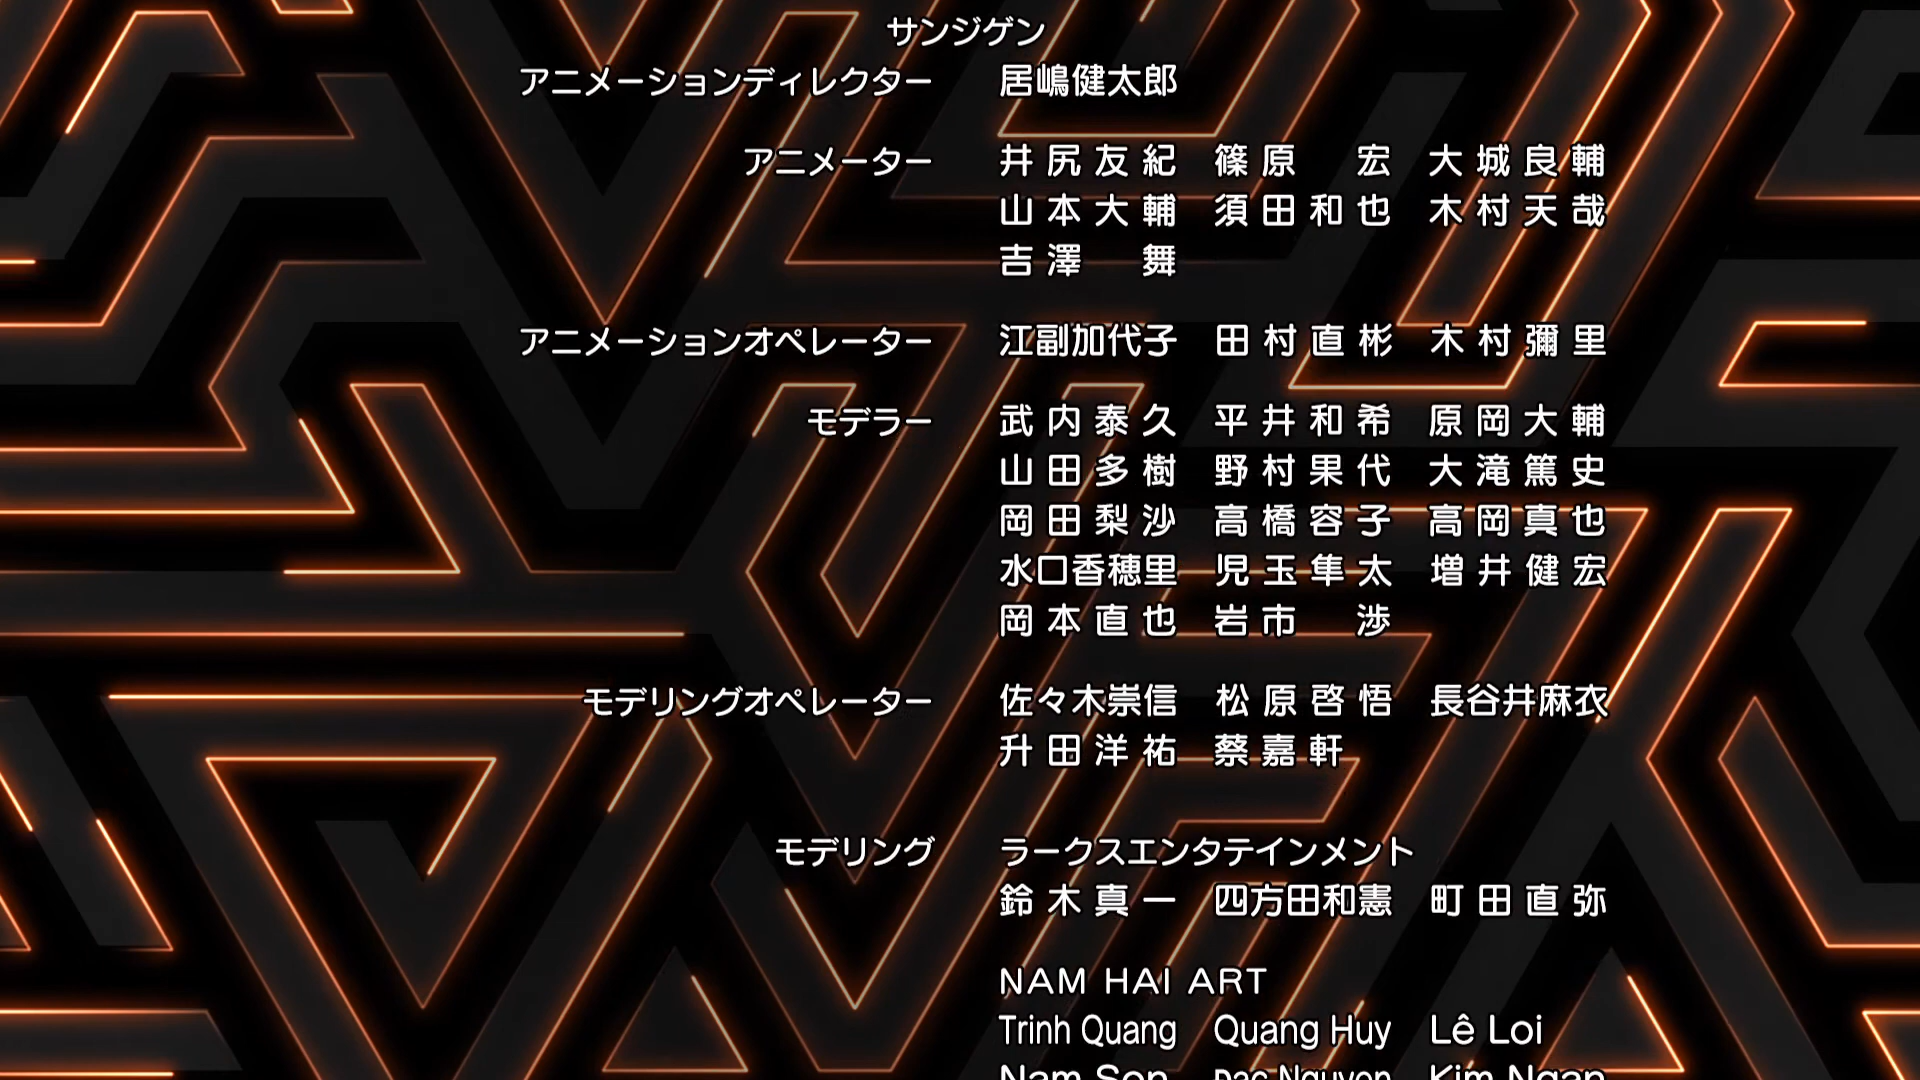 サンジゲン
アニメーションディレクター 居嶋健太郎
アニメーター 井尻友紀 篠原 宏 大城良輔
山本大輔 須田和也 木村天哉
吉澤 舞
アニメーションオペレーター 江副加代子 田村直彬 木村彌里
モデラー 武内泰久 平井和希 原岡大輔
山田多樹 野村果代 大滝篤史
岡田梨沙 高橋容子 高岡真也
水口香穂里 児玉隼太 増井健宏
岡本直也 岩市 渉
モデリングオペレーター 佐々木崇信 松原啓悟 長谷井麻衣
升田洋祐 蔡嘉軒
モデリング ラークスエンタテインメント
鈴木真一 四方田和憲 町田直弥
NAM HAI ART
Trinh Quang Quang Huy Lê Loi
Nam Son Dac Nguyen Kim Ngan